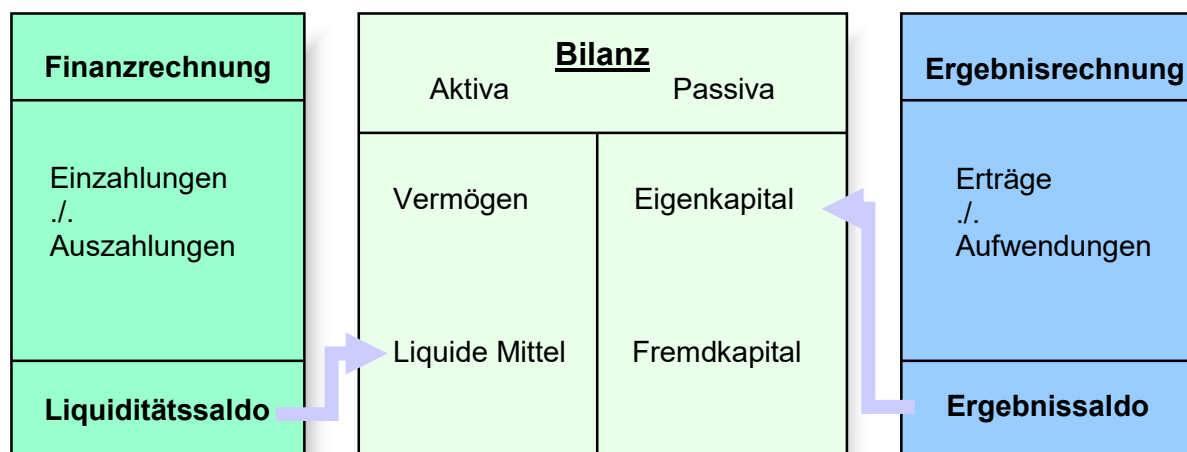 Finanzrechnung
Einzahlungen
./.
Auszahlungen
Liquiditätssaldo
Bilanz
Aktiva Passiva
Vermögen Eigenkapital
Liquide Mittel Fremdkapital
Ergebnisrechnung
Erträge
./.
Aufwendungen
Ergebnissaldo